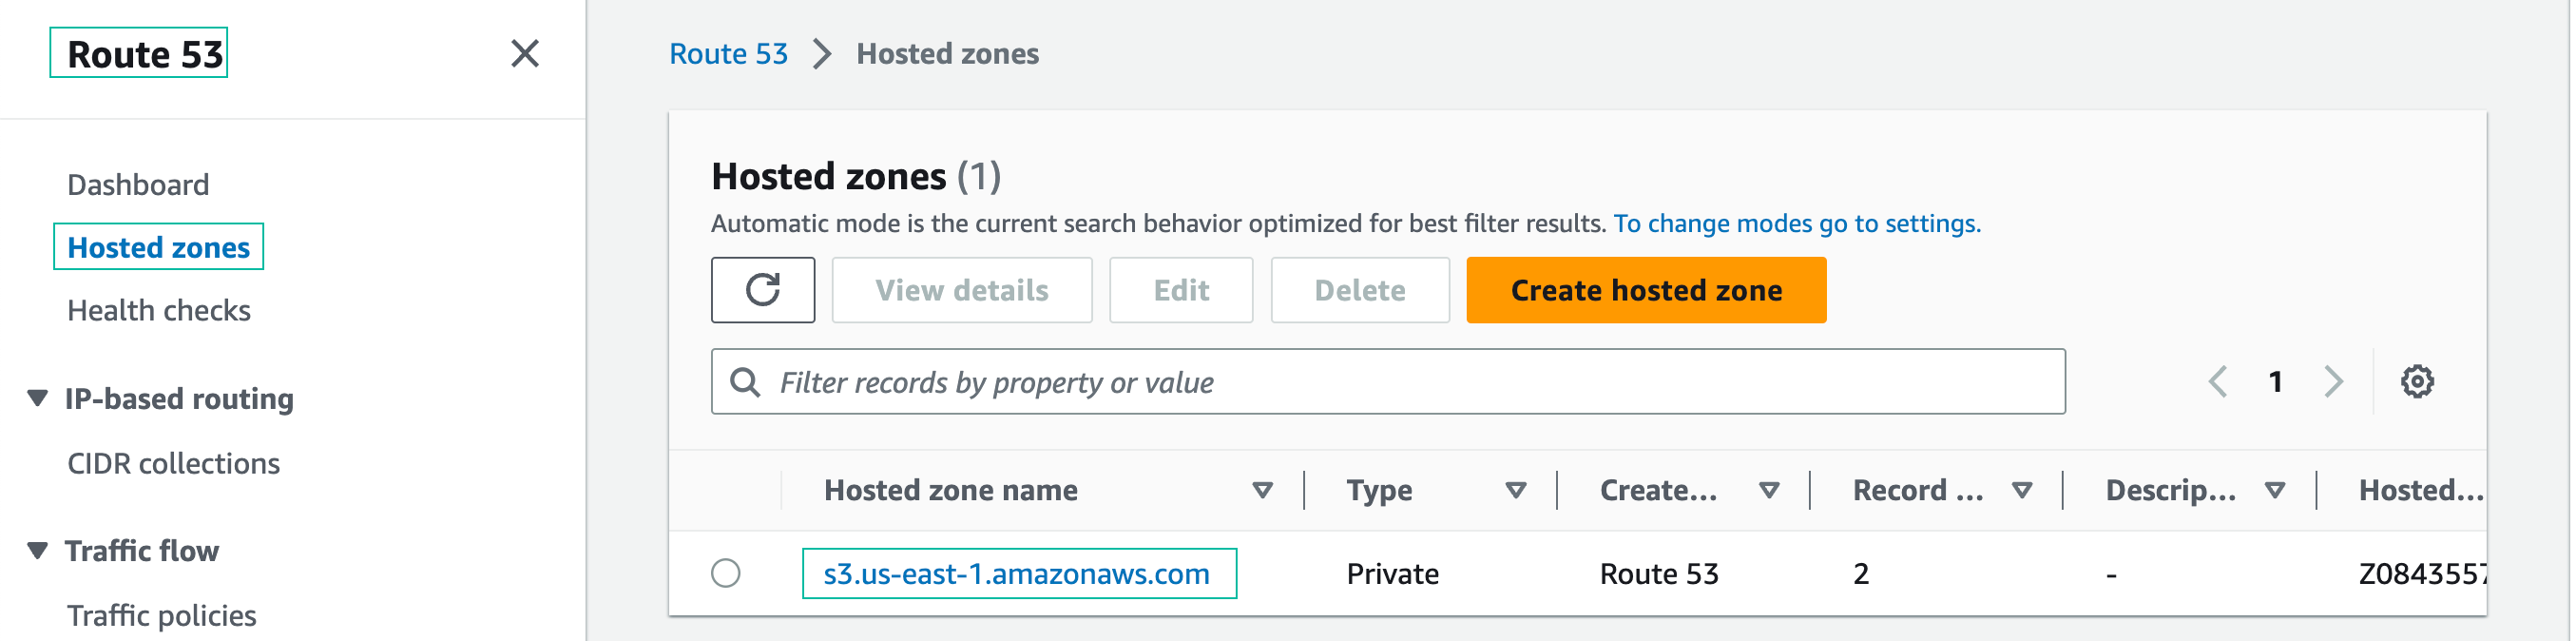 Route 53
Dashboard
Hosted zones
Health checks
IP-based routing
CIDR collections
Traffic flow
Traffic policies
Route 53 > Hosted zones
Hosted zones (1)
Automatic mode is the current search behavior optimized for best filter results. To change modes go to settings.
View details Edit Delete Create hosted zone
Filter records by property or value 1
Hosted zone name Type Create... Record ... Descrip... Hosted...
s3.us-east-1.amazonaws.com Private Route 53 2 - Z0843557